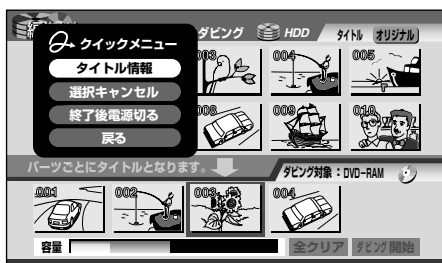 ダビング HDD タイトル オリジナル
クイックメニュー
タイトル情報
選択キャンセル
終了後電源切る
戻る
003 004 005
008 009 010
パーツごとにタイトルとなります。
ダビング対象：DVD-RAM
001 002 003 004
容量
全クリア ダビング開始